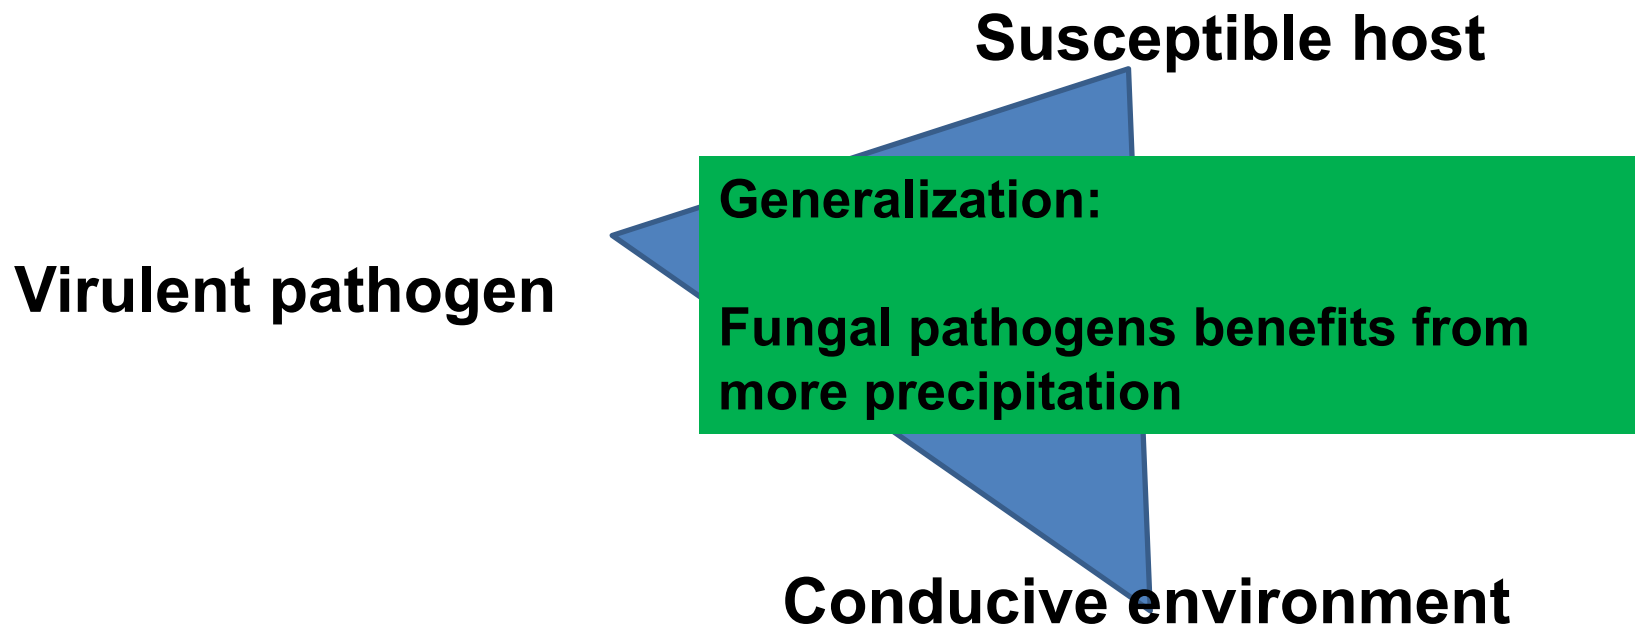 Susceptible host
Generalization:
Virulent pathogen
Fungal pathogens benefits from
more precipitation
Conducive environment